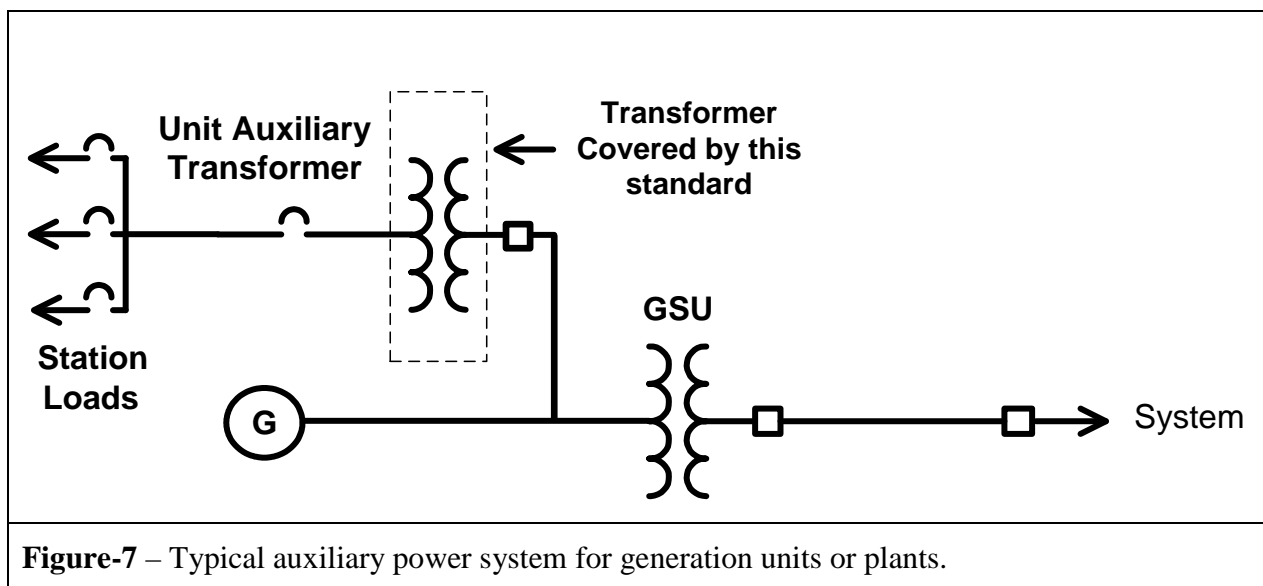 Unit Auxiliary
Transformer
Transformer
Covered by this
standard
Station
Loads
GSU
G
System
Figure-7 – Typical auxiliary power system for generation units or plants.